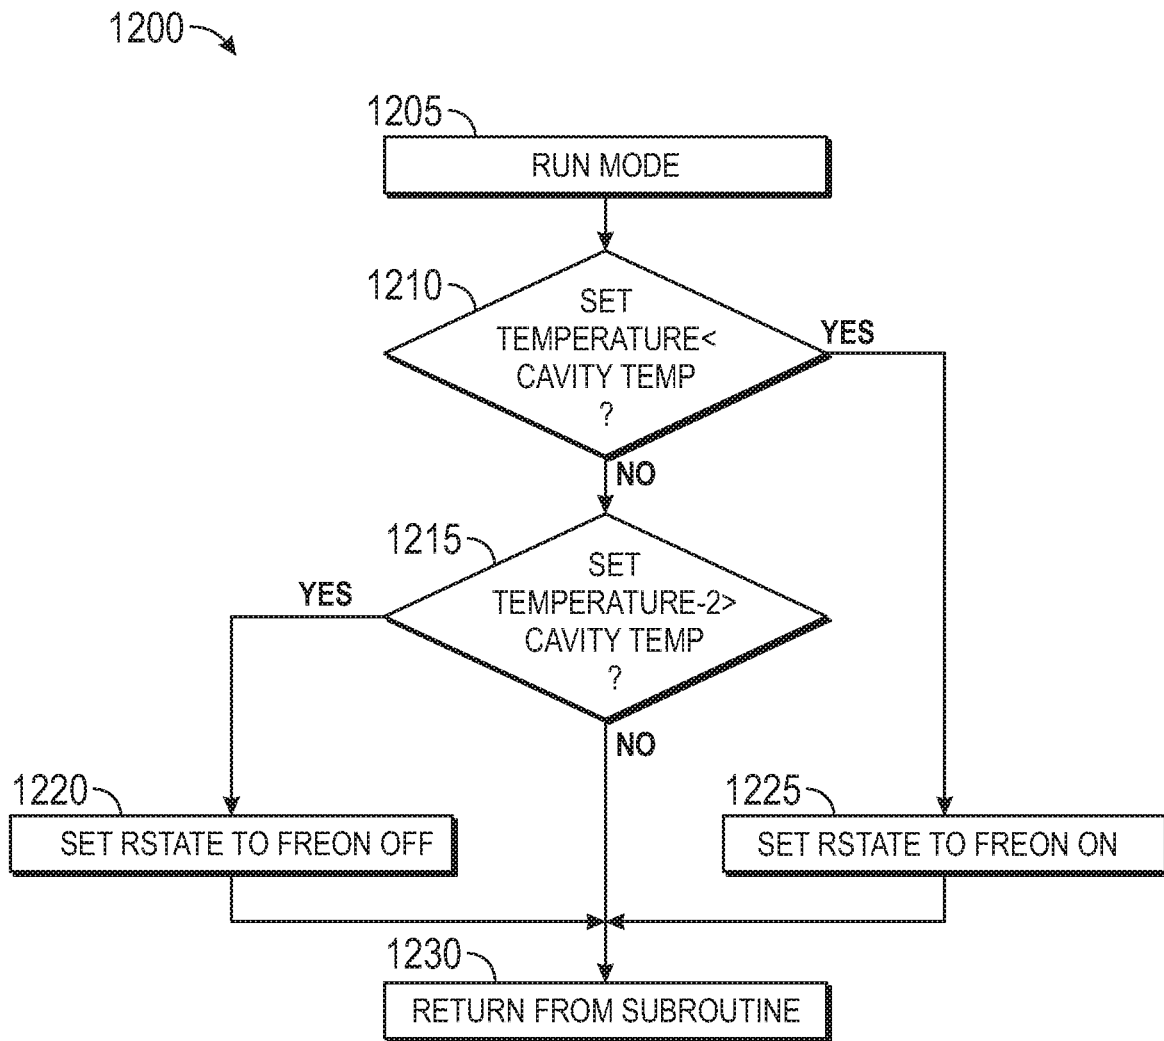 1200
1205
RUN MODE
1210
SET
TEMPERATURE<
CAVITY TEMP
?
YES
NO
1215
SET
TEMPERATURE-2>
CAVITY TEMP
?
YES
NO
1220
SET RSTATE TO FREON OFF
1225
SET RSTATE TO FREON ON
1230
RETURN FROM SUBROUTINE